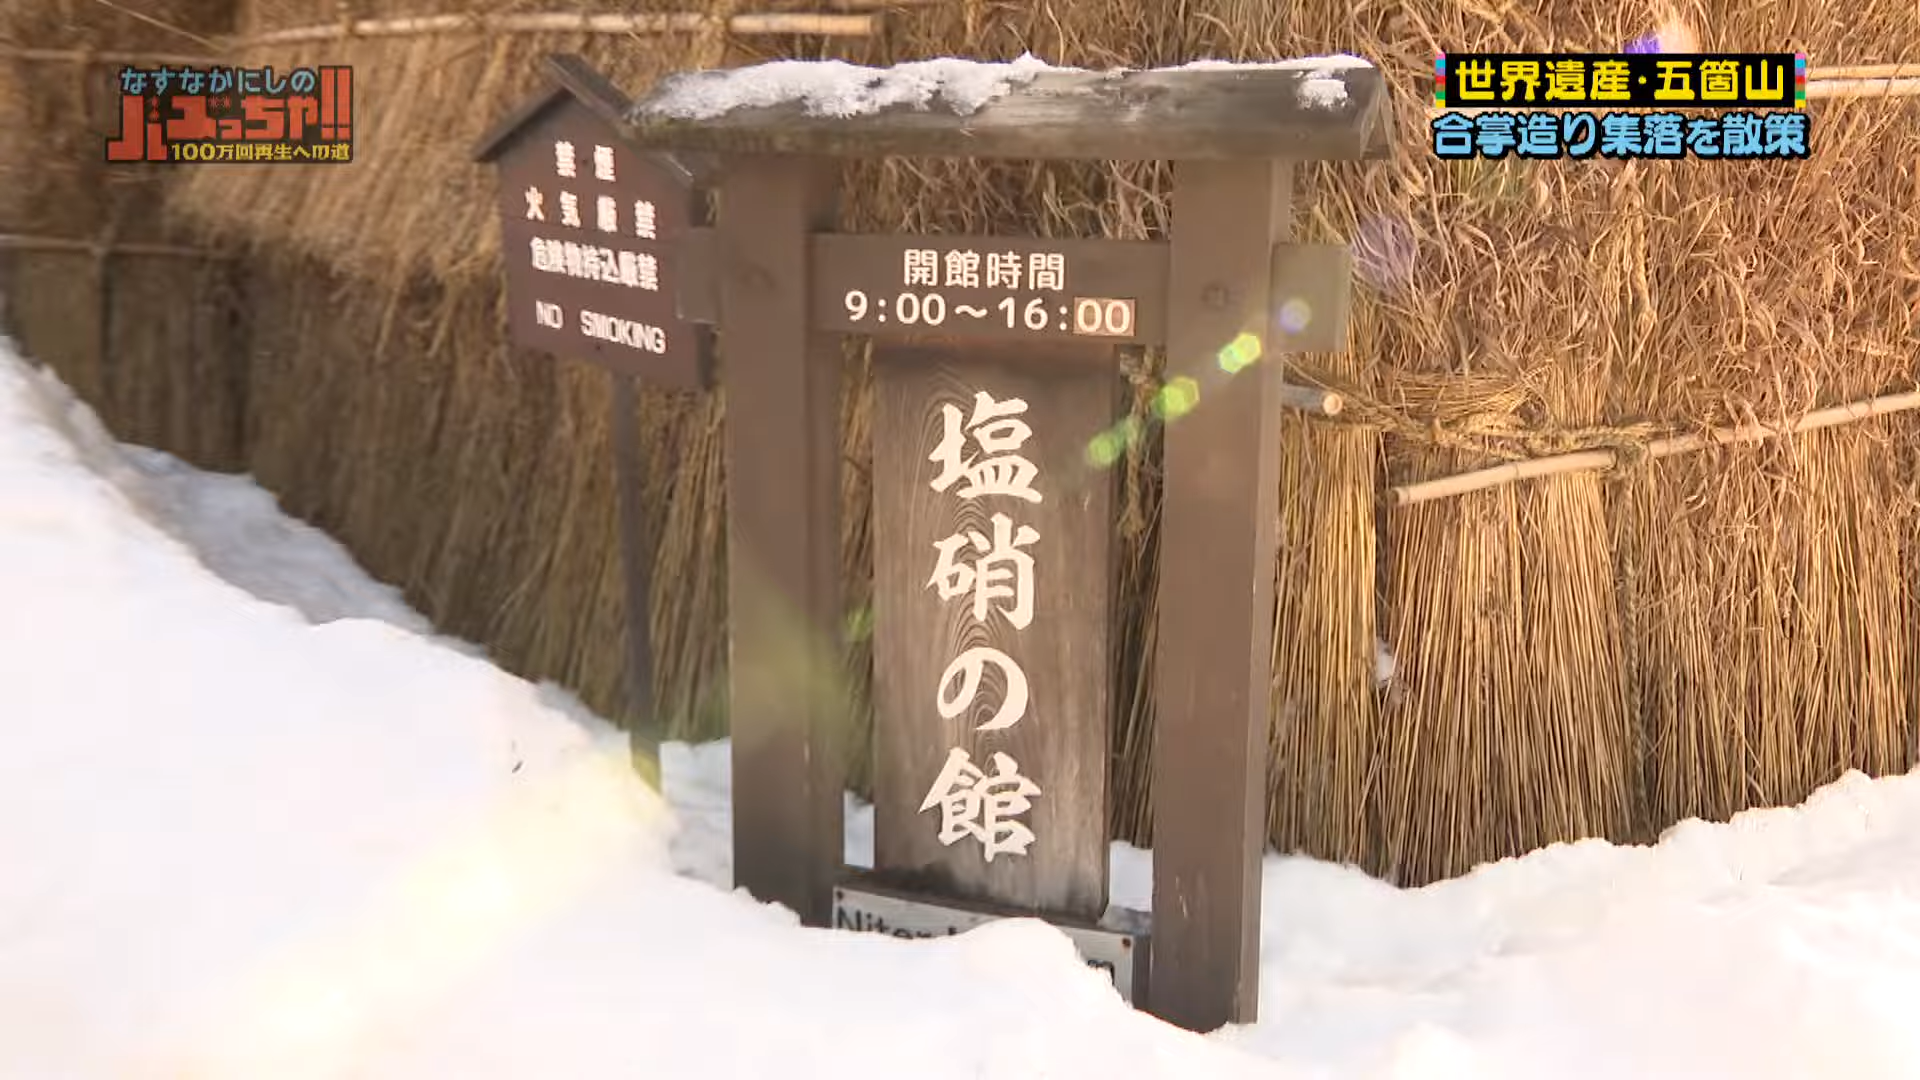 なすなかにしの
バズっちゃ!!
100万回再生への道
世界遺産・五箇山
合掌造り集落を散策
禁煙
火気厳禁
危険物持込厳禁
NO SMOKING
開館時間
9:00～16:00
塩硝の館
Niter